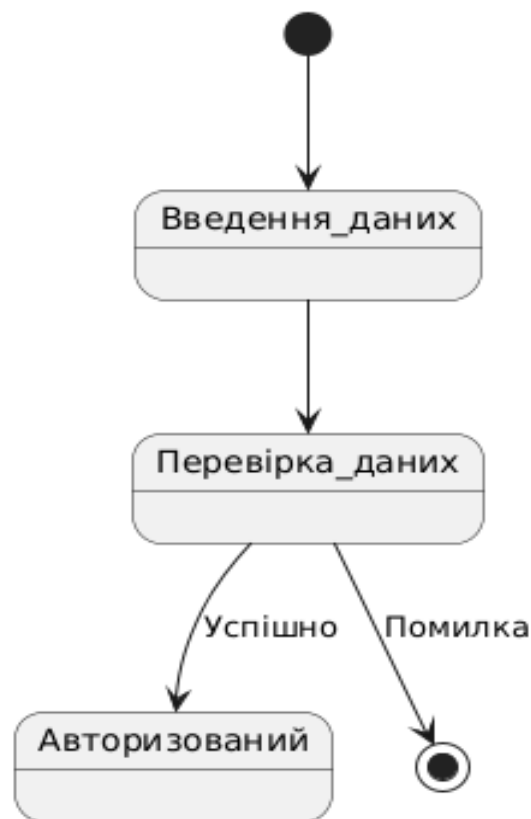 Введення_даних
Перевірка_даних
Успішно
Помилка
Авторизований